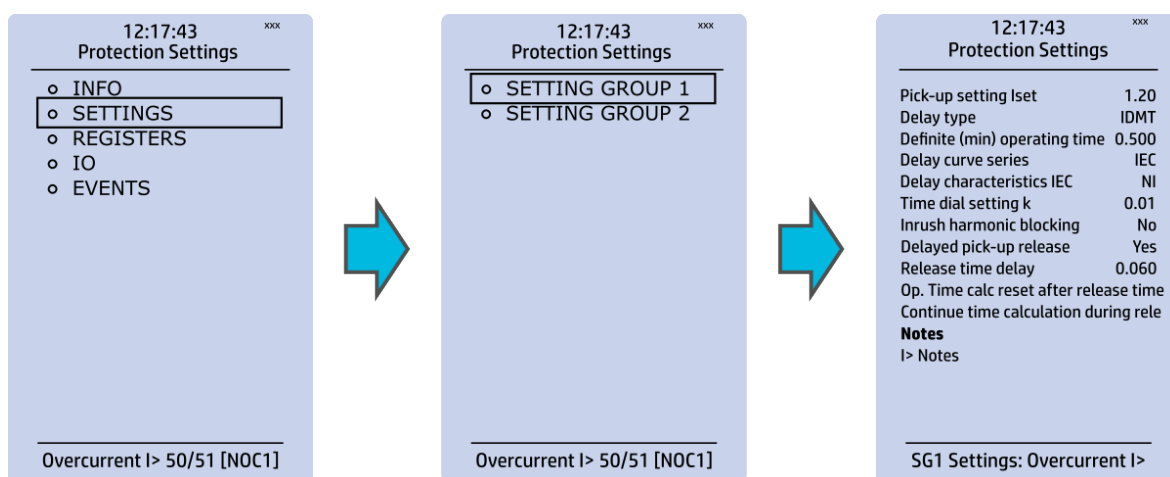 12:17:43 xxx
Protection Settings
INFO
SETTINGS
REGISTERS
IO
EVENTS
Overcurrent I> 50/51 [NOC1]
12:17:43 xxx
Protection Settings
SETTING GROUP 1
SETTING GROUP 2
Overcurrent I> 50/51 [NOC1]
12:17:43 xxx
Protection Settings
Pick-up setting Iset 1.20
Delay type IDMT
Definite (min) operating time 0.500
Delay curve series IEC
Delay characteristics IEC NI
Time dial setting k 0.01
Inrush harmonic blocking No
Delayed pick-up release Yes
Release time delay 0.060
Op. Time calc reset after release time
Continue time calculation during rele
Notes
I> Notes
SG1 Settings: Overcurrent I>